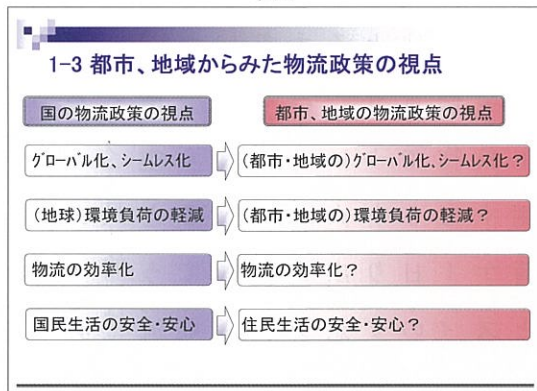 1-3 都市、地域からみた物流政策の視点
国の物流政策の視点
都市、地域の物流政策の視点
グローバル化、シームレス化
(都市・地域の)グローバル化、シームレス化?
(地球)環境負荷の軽減
(都市・地域の)環境負荷の軽減?
物流の効率化
物流の効率化?
国民生活の安全・安心
住民生活の安全・安心?